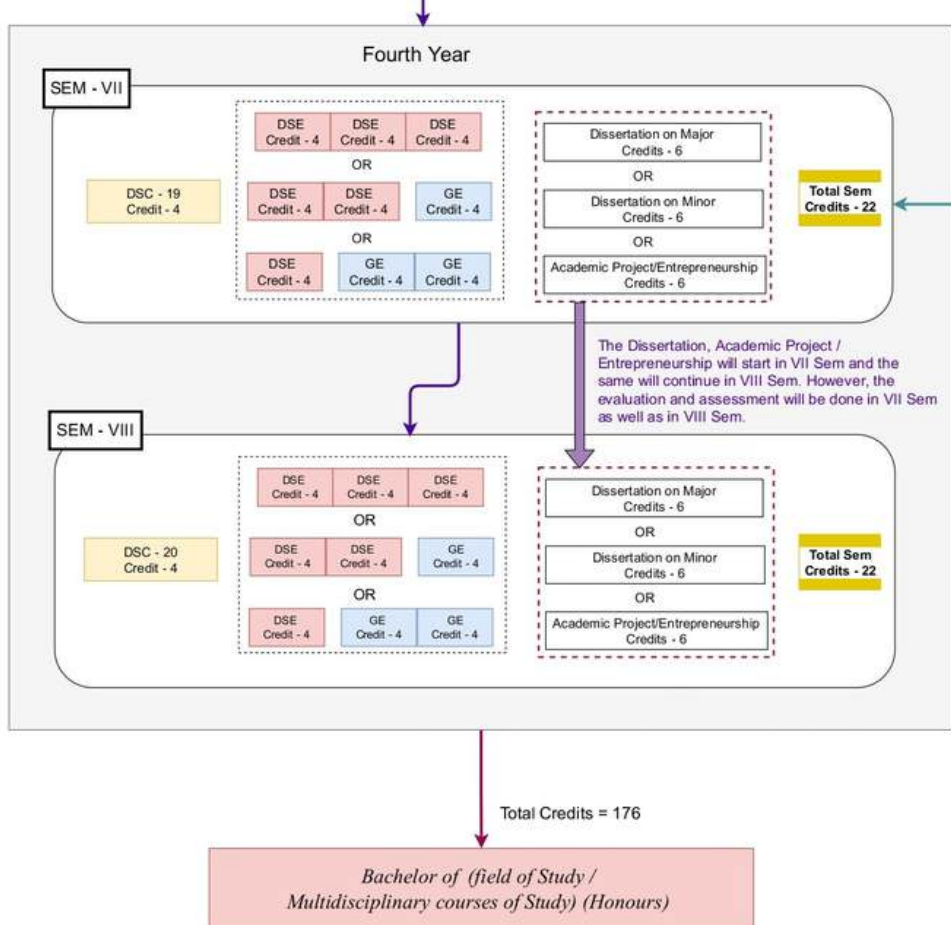 Fourth Year
SEM - VII
DSC - 19
Credit - 4
DSE DSE DSE
Credit - 4 Credit - 4 Credit - 4
OR
DSE DSE GE
Credit - 4 Credit - 4 Credit - 4
OR
DSE GE GE
Credit - 4 Credit - 4 Credit - 4
Dissertation on Major
Credits - 6
OR
Dissertation on Minor
Credits - 6
OR
Academic Project/Entrepreneurship
Credits - 6
Total Sem
Credits - 22
The Dissertation, Academic Project /
Entrepreneurship will start in VII Sem and the
same will continue in VIII Sem. However, the
evaluation and assessment will be done in VII Sem
as well as in VIII Sem.
SEM - VIII
DSC - 20
Credit - 4
DSE DSE DSE
Credit - 4 Credit - 4 Credit - 4
OR
DSE DSE GE
Credit - 4 Credit - 4 Credit - 4
OR
DSE GE GE
Credit - 4 Credit - 4 Credit - 4
Dissertation on Major
Credits - 6
OR
Dissertation on Minor
Credits - 6
OR
Academic Project/Entrepreneurship
Credits - 6
Total Sem
Credits - 22
Total Credits = 176
Bachelor of (field of Study /
Multidisciplinary courses of Study) (Honours)